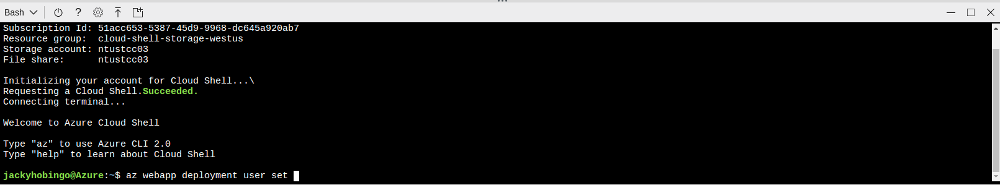 Bash
Subscription Id: 51acc653-5387-45d9-9968-dc645a920ab7
Resource group:  cloud-shell-storage-westus
Storage account: ntustcc03
File share:      ntustcc03
Initializing your account for Cloud Shell...\
Requesting a Cloud Shell.Succeeded.
Connecting terminal...
Welcome to Azure Cloud Shell
Type "az" to use Azure CLI 2.0
Type "help" to learn about Cloud Shell
jackyhobingo@Azure:~$ az webapp deployment user set